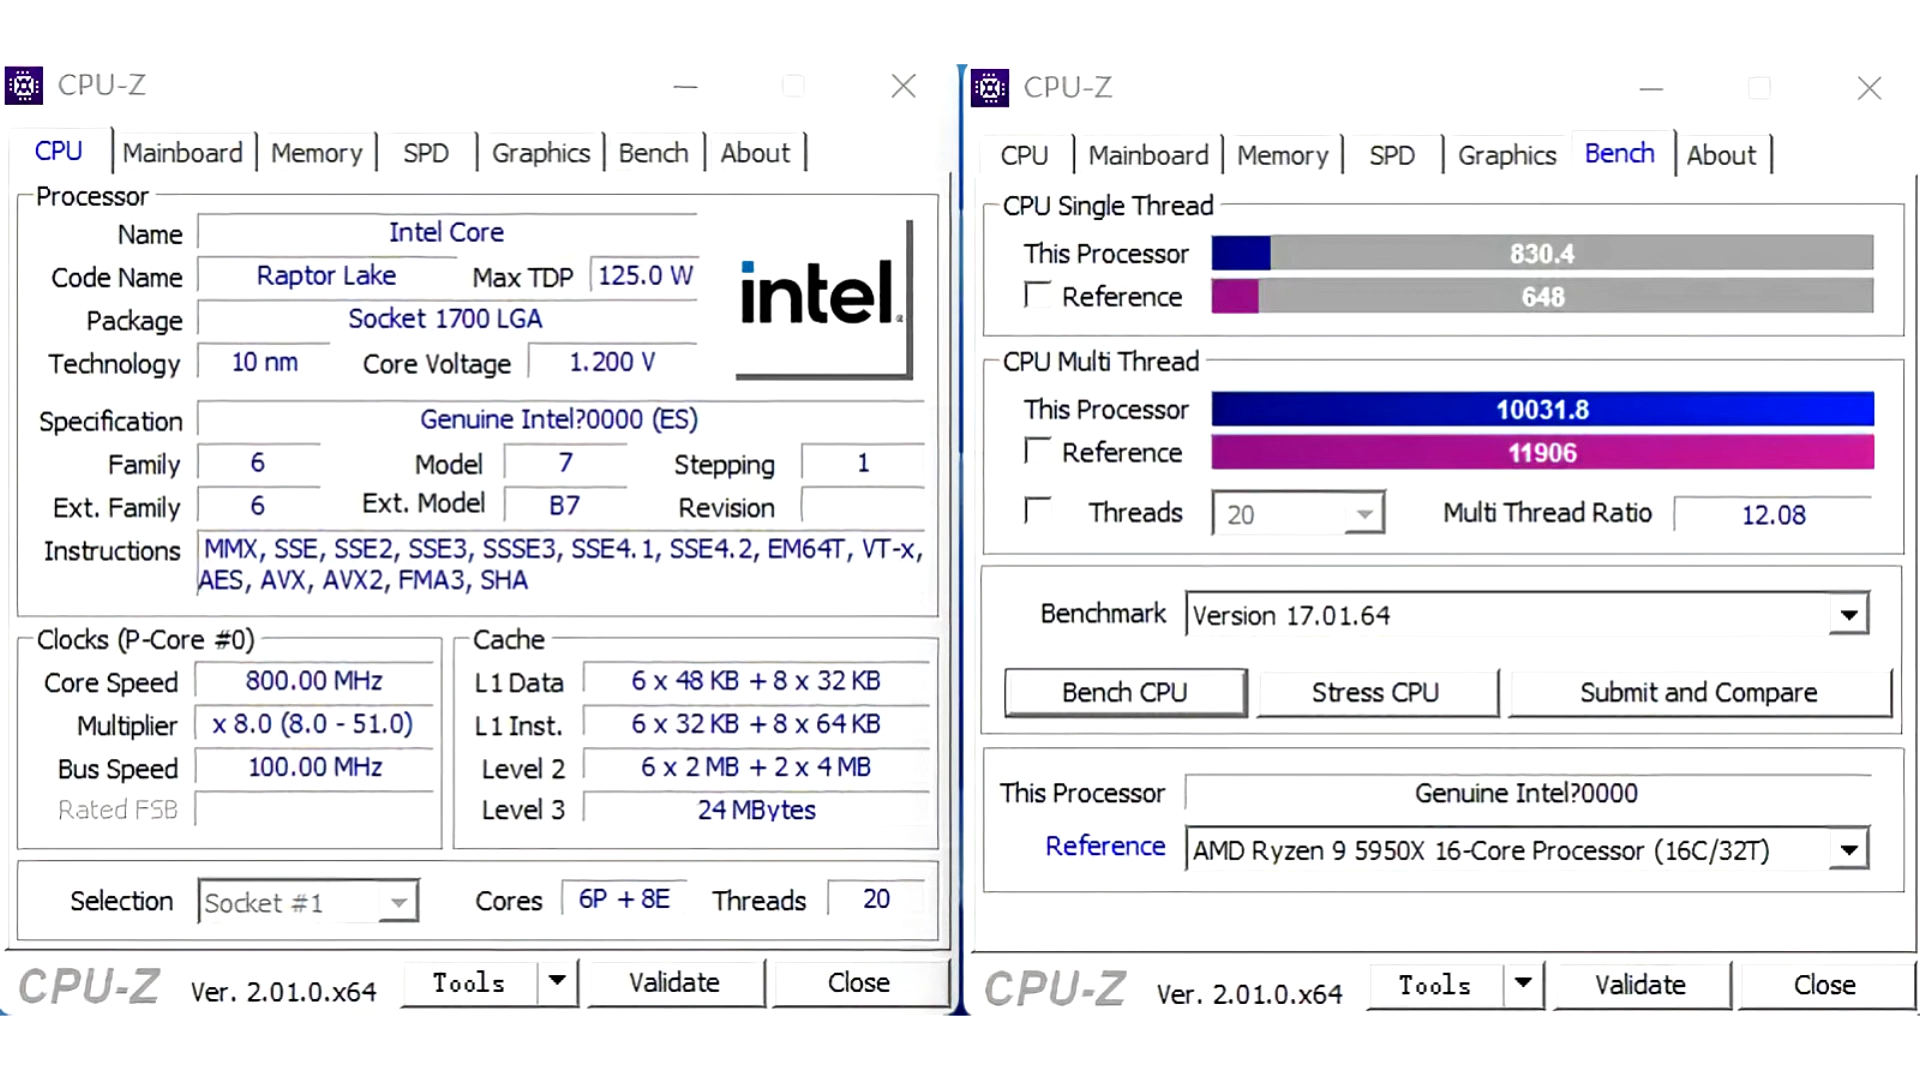 CPU-Z
CPU Mainboard Memory SPD Graphics Bench About
Processor
Name Intel Core
Code Name Raptor Lake Max TDP 125.0 W
Package Socket 1700 LGA
Technology 10 nm Core Voltage 1.200 V
intel.
Specification Genuine Intel?0000 (ES)
Family 6 Model 7 Stepping 1
Ext. Family 6 Ext. Model B7 Revision
Instructions MMX, SSE, SSE2, SSE3, SSSE3, SSE4.1, SSE4.2, EM64T, VT-x,
AES, AVX, AVX2, FMA3, SHA
Clocks (P-Core #0)
Core Speed 800.00 MHz
Multiplier x 8.0 (8.0 - 51.0)
Bus Speed 100.00 MHz
Rated FSB
Cache
L1 Data 6 x 48 KB + 8 x 32 KB
L1 Inst. 6 x 32 KB + 8 x 64 KB
Level 2 6 x 2 MB + 2 x 4 MB
Level 3 24 MBytes
Selection Socket #1 Cores 6P + 8E Threads 20
CPU-Z Ver. 2.01.0.x64 Tools Validate Close
CPU-Z
CPU Mainboard Memory SPD Graphics Bench About
CPU Single Thread
This Processor 830.4
Reference 648
CPU Multi Thread
This Processor 10031.8
Reference 11906
Threads 20 Multi Thread Ratio 12.08
Benchmark Version 17.01.64
Bench CPU Stress CPU Submit and Compare
This Processor Genuine Intel?0000
Reference AMD Ryzen 9 5950X 16-Core Processor (16C/32T)
CPU-Z Ver. 2.01.0.x64 Tools Validate Close